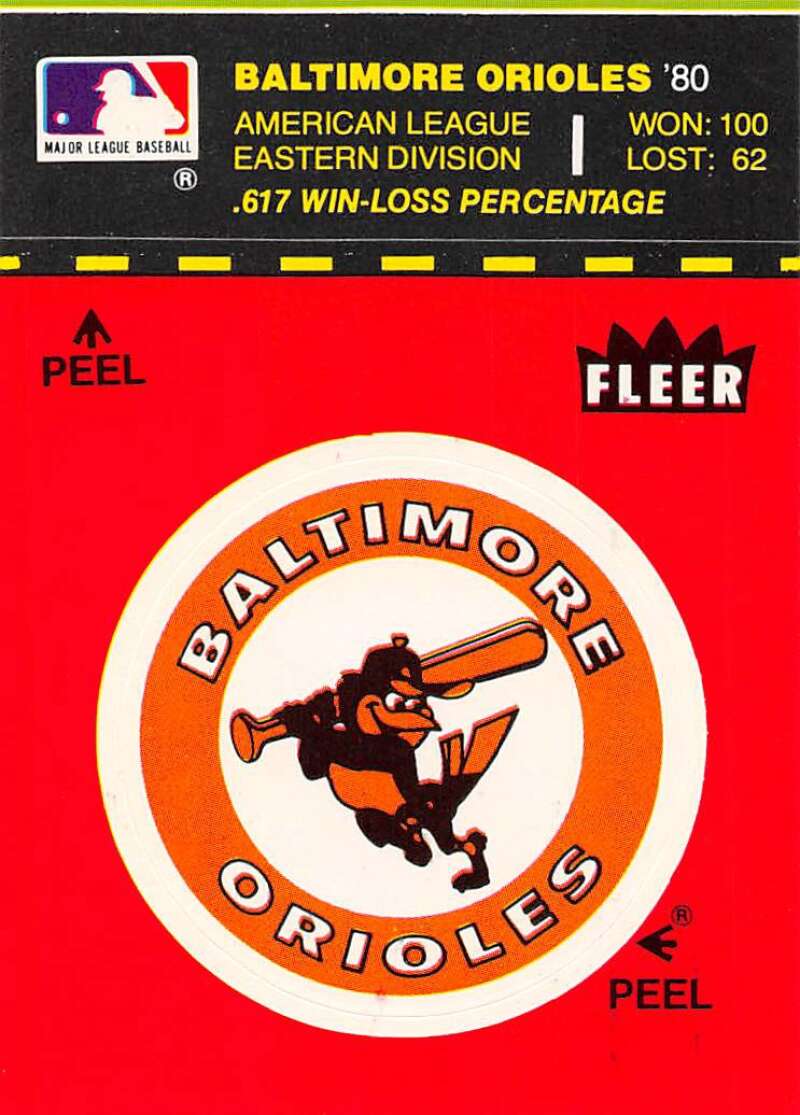 BALTIMORE ORIOLES '80
AMERICAN LEAGUE
EASTERN DIVISION
WON: 100
LOST: 62
.617 WIN-LOSS PERCENTAGE
MAJOR LEAGUE BASEBALL
®
PEEL
FLEER
BALTIMORE
ORIOLES
®
PEEL